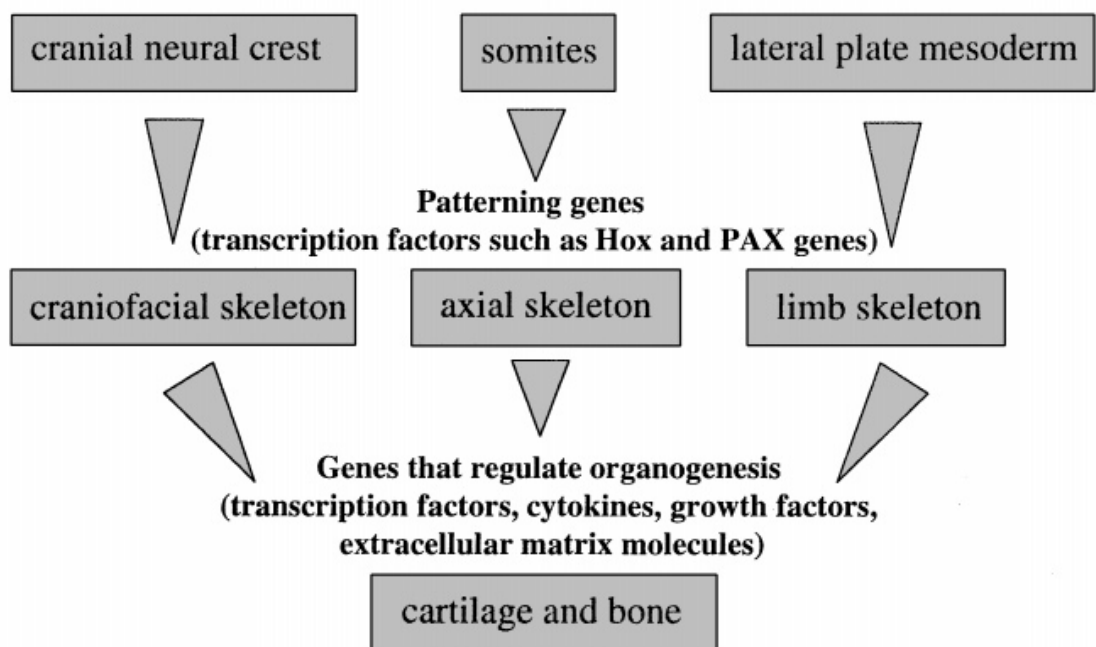 cranial neural crest
somites
lateral plate mesoderm
Patterning genes
(transcription factors such as Hox and PAX genes)
craniofacial skeleton
axial skeleton
limb skeleton
Genes that regulate organogenesis
(transcription factors, cytokines, growth factors,
extracellular matrix molecules)
cartilage and bone